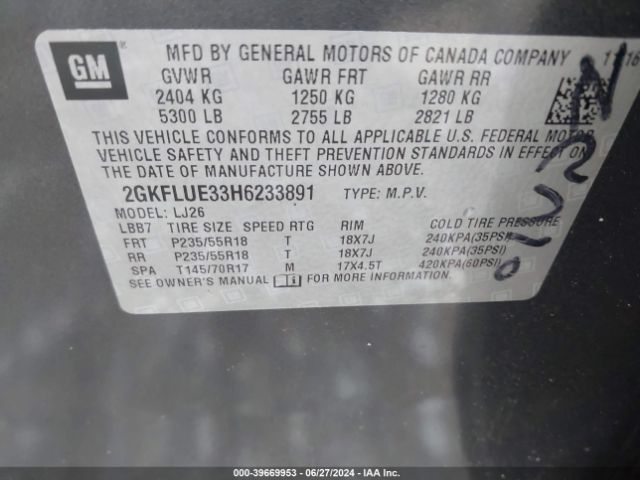 GM
MFD BY GENERAL MOTORS OF CANADA COMPANY
GVWR GAWR FRT GAWR RR
2404 KG 1250 KG 1280 KG
5300 LB 2755 LB 2821 LB
THIS VEHICLE CONFORMS TO ALL APPLICABLE U.S. FEDERAL MOTOR
VEHICLE SAFETY AND THEFT PREVENTION STANDARDS IN EFFECT ON
THE DATE OF MANUFACTURE SHOWN ABOVE.
2GKFLUE33H6233891 TYPE: M.P.V.
MODEL: LJ26
LBB7 TIRE SIZE SPEED RTG RIM COLD TIRE PRESSURE
FRT P235/55R18 T 18X7J 240KPA(35PSI)
RR P235/55R18 T 18X7J 240KPA(35PSI)
SPA T145/70R17 M 17X4.5T 420KPA(60PSI)
SEE OWNER'S MANUAL FOR MORE INFORMATION.
000-39669953 | 06/27/2024 | IAA Inc.